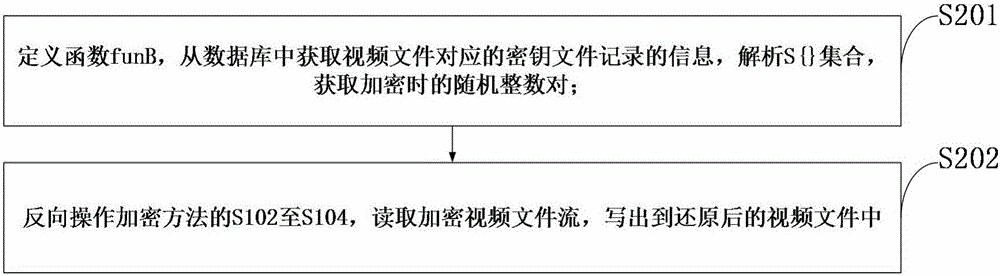 S201
定义函数funB，从数据库中获取视频文件对应的密钥文件记录的信息，解析S{}集合，
获取加密时的随机整数对；
S202
反向操作加密方法的S102至S104，读取加密视频文件流，写出到还原后的视频文件中